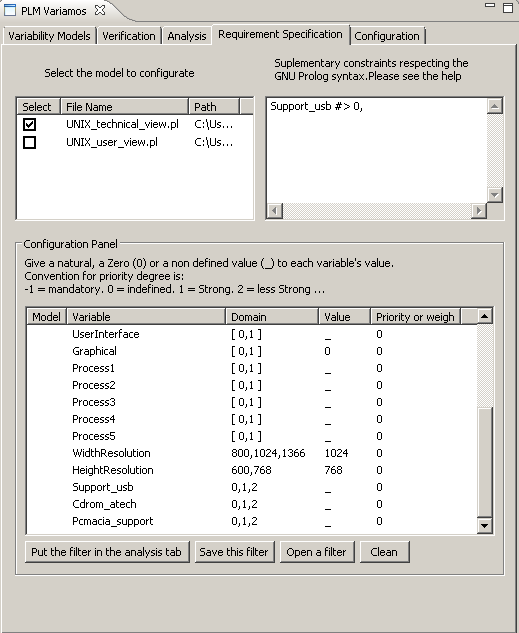 PLM Variamos
Variability Models Verification Analysis Requirement Specification Configuration
Select the model to configurate
Suplementary constraints respecting the
GNU Prolog syntax.Please see the help
Select File Name Path
UNIX_technical_view.pl C:\Us...
UNIX_user_view.pl C:\Us...
Support_usb #> 0,
Configuration Panel
Give a natural, a Zero (0) or a non defined value (_) to each variable's value.
Convention for priority degree is:
-1 = mandatory. 0 = indefined. 1 = Strong. 2 = less Strong ...
Model Variable Domain Value Priority or weigh
UserInterface [ 0,1 ] _ 0
Graphical [ 0,1 ] 0 0
Process1 [ 0,1 ] _ 0
Process2 [ 0,1 ] _ 0
Process3 [ 0,1 ] _ 0
Process4 [ 0,1 ] _ 0
Process5 [ 0,1 ] _ 0
WidthResolution 800,1024,1366 1024 0
HeightResolution 600,768 768 0
Support_usb 0,1,2 _ 0
Cdrom_atech 0,1,2 _ 0
Pcmacia_support 0,1,2 _ 0
Put the filter in the analysis tab Save this filter Open a filter Clean